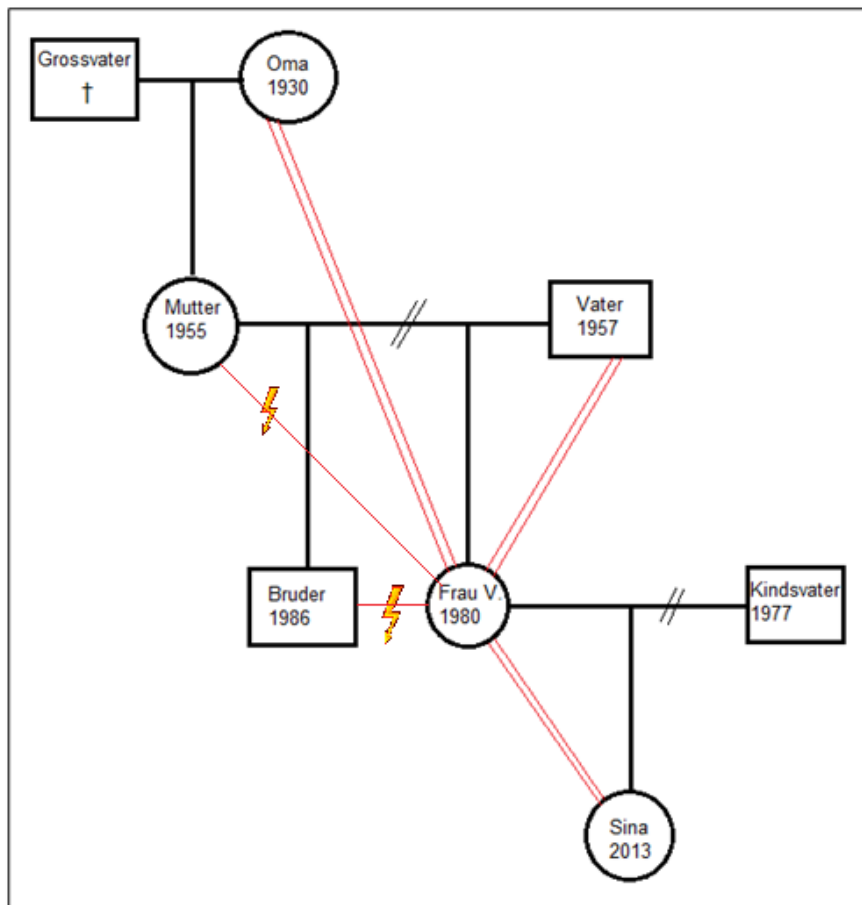 Grossvater
†
Oma
1930
Mutter
1955
Vater
1957
Bruder
1986
Frau V.
1980
Kindsvater
1977
Sina
2013